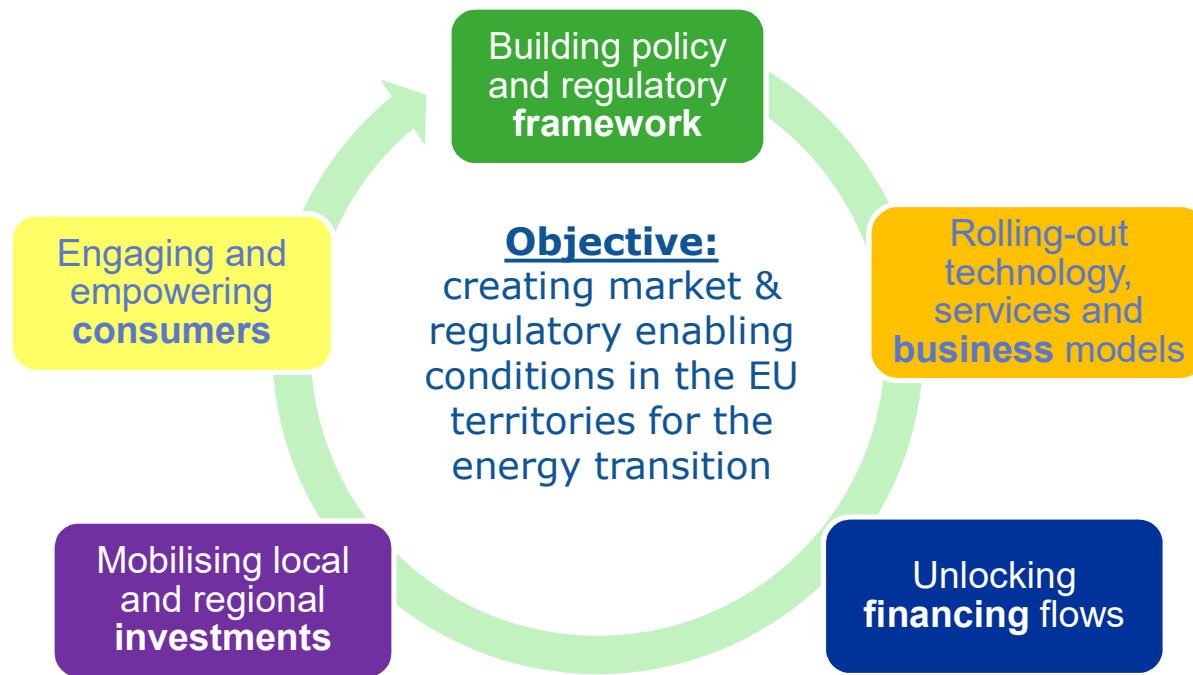 Building policy
and regulatory
framework
Rolling-out
technology,
services and
business models
Unlocking
financing flows
Mobilising local
and regional
investments
Engaging and
empowering
consumers
Objective:
creating market &
regulatory enabling
conditions in the EU
territories for the
energy transition